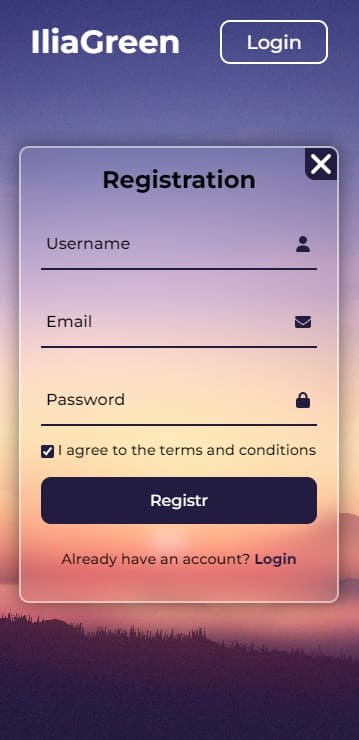 IliaGreen
Login
Registration
Username
Email
Password
I agree to the terms and conditions
Registr
Already have an account? Login